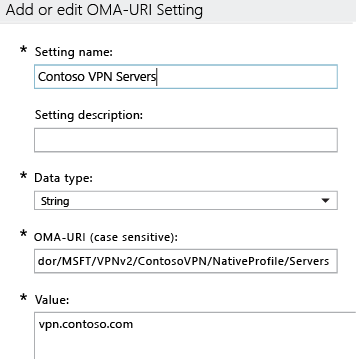 Add or edit OMA-URI Setting
* Setting name:
Contoso VPN Servers
Setting description:
* Data type:
String
* OMA-URI (case sensitive):
dor/MSFT/VPNv2/ContosoVPN/NativeProfile/Servers
* Value:
vpn.contoso.com